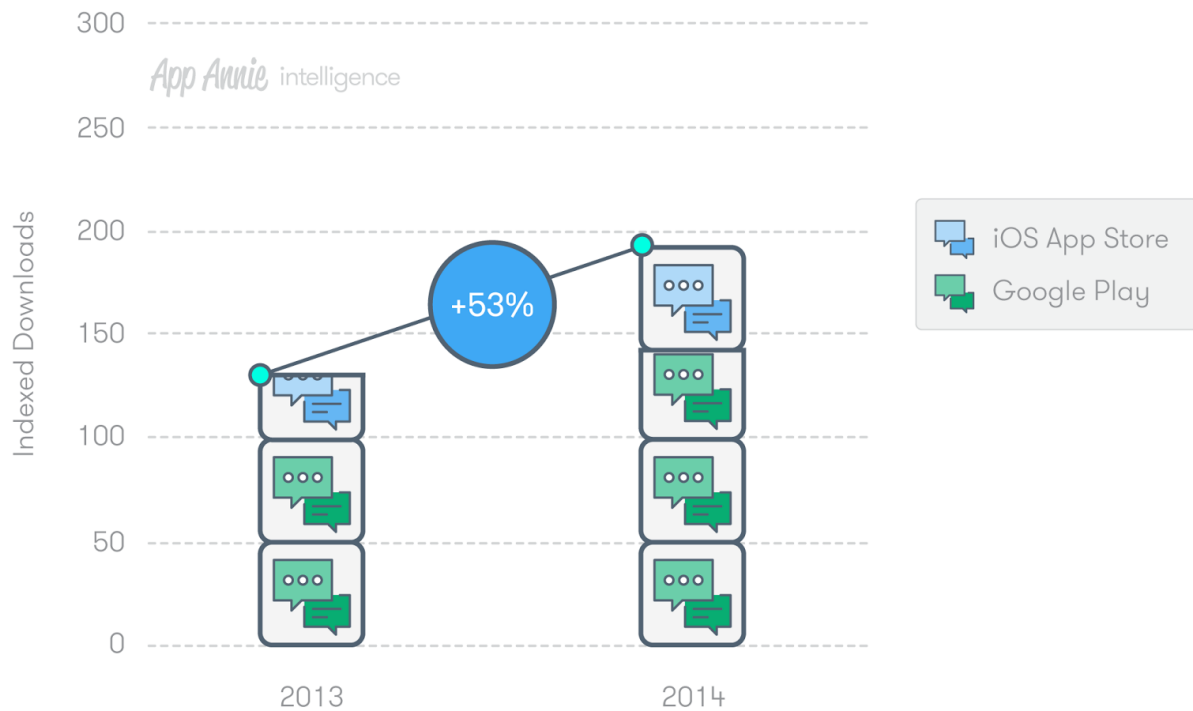 300
App Annie intelligence
250
200
150
100
50
0
Indexed Downloads
+53%
2013
2014
iOS App Store
Google Play